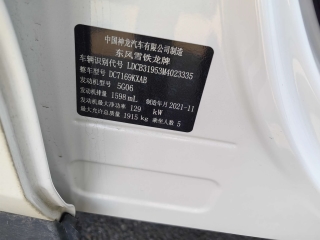 中国神龙汽车有限公司制造
东风雪铁龙牌
车辆识别代号 LDCB31953M4023335
整车型号 DC7169KXAB
发动机型号 5G06
发动机排量 1598 mL 制造年月 2021-11
发动机最大净功率 129 kW
最大允许总质量 1915 kg 乘坐人数 5